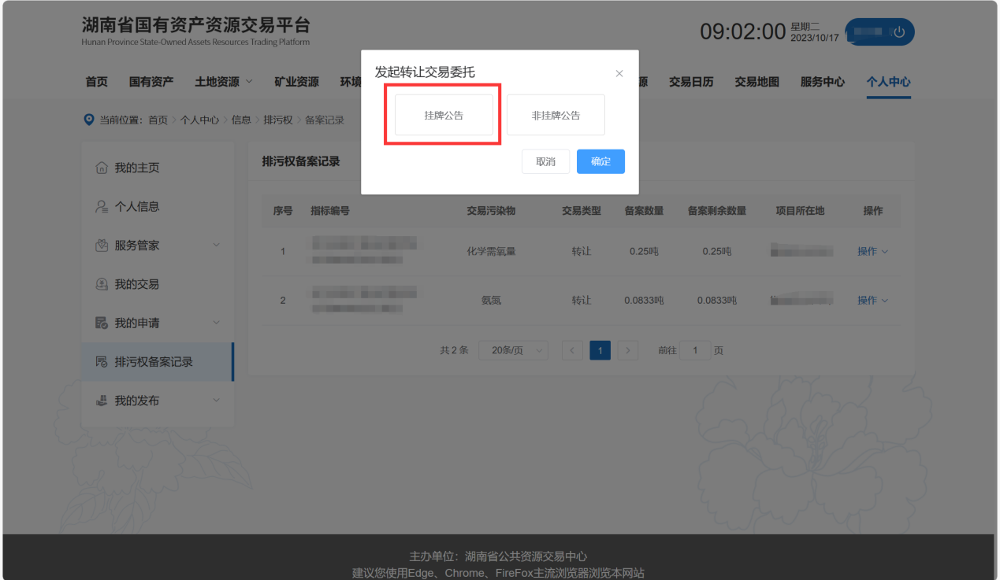 湖南省国有资产资源交易平台
Hunan Province State-Owned Assets Resources Trading Platform
09:02:00 星期二
2023/10/17
首页 国有资产 土地资源 矿业资源 环境 源 交易日历 交易地图 服务中心 个人中心
发起转让交易委托
挂牌公告 非挂牌公告
取消 确定
当前位置：首页 > 个人中心 > 信息 > 排污权 > 备案记录
我的主页
个人信息
服务管家
我的交易
我的申请
排污权备案记录
我的发布
排污权备案记录
序号 指标编号 交易污染物 交易类型 备案数量 备案剩余数量 项目所在地 操作
1 化学需氧量 转让 0.25吨 0.25吨 操作
2 氨氮 转让 0.0833吨 0.0833吨 操作
共 2 条 20条/页 < 1 > 前往 1 页
主办单位：湖南省公共资源交易中心
建议您使用Edge、Chrome、FireFox主流浏览器浏览本网站